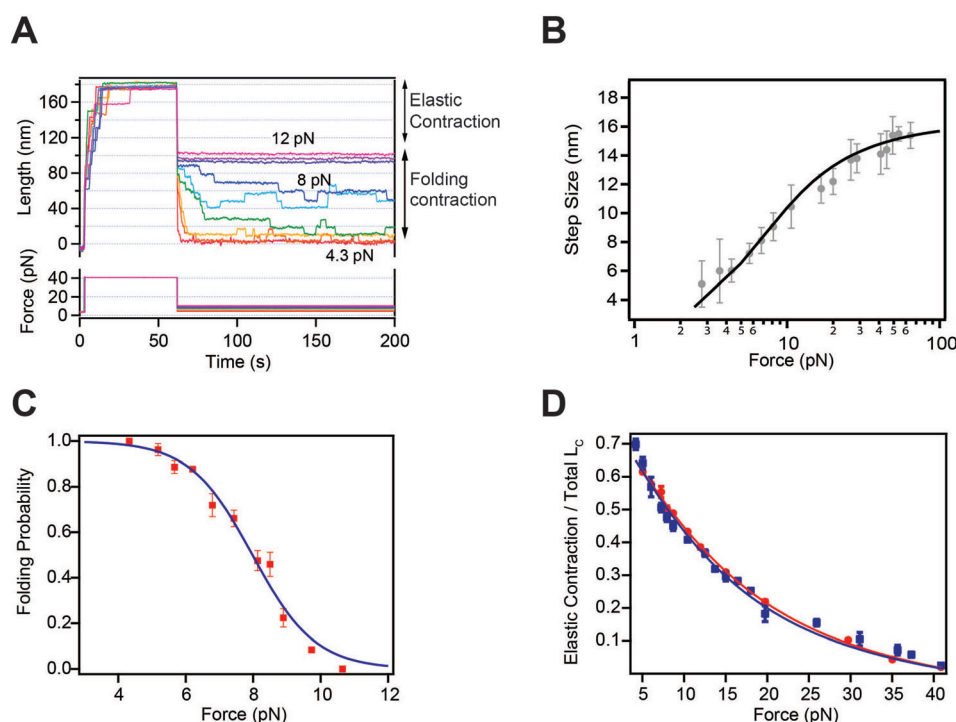 A
Length (nm)
160
120
80
40
0
12 pN
8 pN
4.3 pN
Elastic
Contraction
Folding
contraction
Force (pN)
40
20
0
0 50 100 150 200
Time (s)
B
Step Size (nm)
18
16
14
12
10
8
6
4
1 2 3 4 5 6 10 2 3 4 5 6 100
Force (pN)
C
Folding Probability
1.0
0.8
0.6
0.4
0.2
0.0
4 6 8 10 12
Force (pN)
D
Elastic Contraction / Total LC
0.7
0.6
0.5
0.4
0.3
0.2
0.1
5 10 15 20 25 30 35 40
Force (pN)